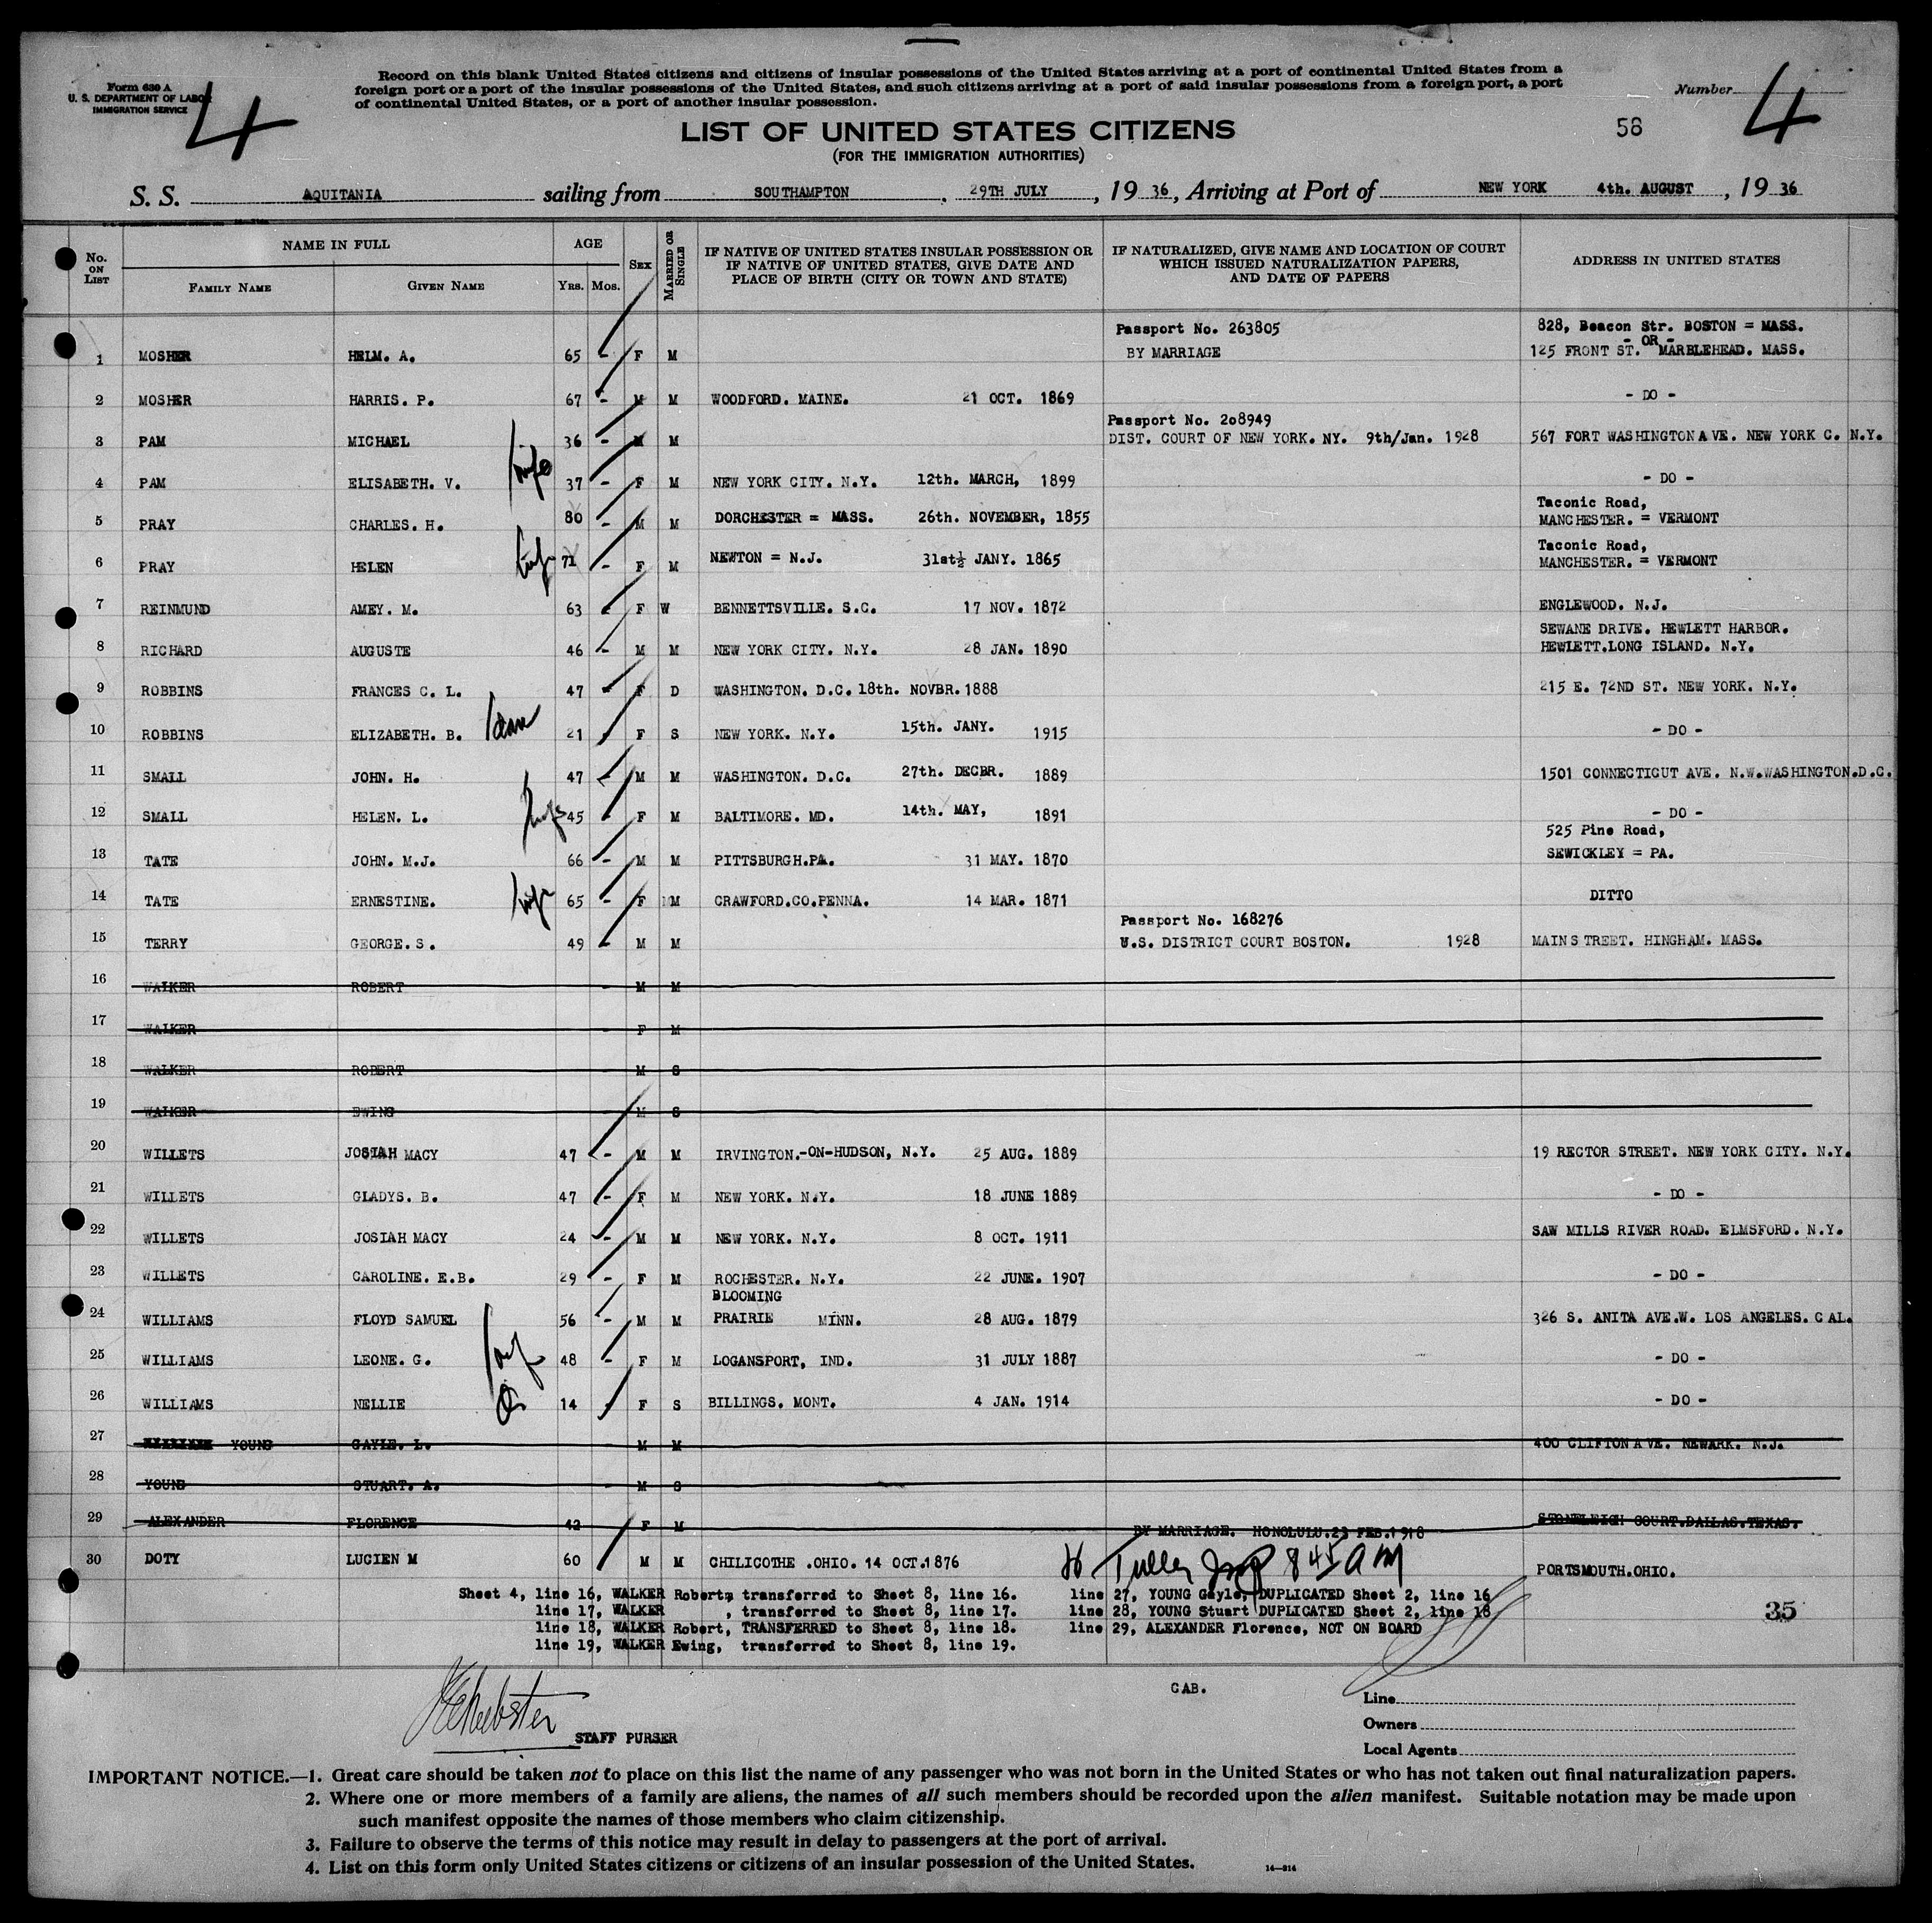 Form 630 A
U. S. DEPARTMENT OF LABOR
IMMIGRATION SERVICE
4
Record on this blank United States citizens and citizens of insular possessions of the United States arriving at a port of continental United States from a
foreign port or a port of the insular possessions of the United States, and such citizens arriving at a port of said insular possessions from a foreign port, a port
of continental United States, or a port of another insular possession.
Number
4
LIST OF UNITED STATES CITIZENS
58
(FOR THE IMMIGRATION AUTHORITIES)
S. S. AQUITANIA sailing from SOUTHAMPTON, 29TH JULY, 19 36, Arriving at Port of NEW YORK 4th. AUGUST, 19 36
No. ON LIST NAME IN FULL FAMILY NAME GIVEN NAME AGE YRS. MOS. SEX MARRIED OR SINGLE
IF NATIVE OF UNITED STATES INSULAR POSSESSION OR
IF NATIVE OF UNITED STATES, GIVE DATE AND
PLACE OF BIRTH (CITY OR TOWN AND STATE)
IF NATURALIZED, GIVE NAME AND LOCATION OF COURT
WHICH ISSUED NATURALIZATION PAPERS,
AND DATE OF PAPERS
ADDRESS IN UNITED STATES
Passport No. 263805 828, Beacon Str. BOSTON = MASS.
- OR -
1 MOSHER HELM. A. 65 - F M BY MARRIAGE 125 FRONT ST. MARBLEHEAD. MASS.
2 MOSHER HARRIS. P. 67 - M M WOODFORD. MAINE. 21 OCT. 1869 - DO -
Passport No. 208949
3 PAM MICHAEL 36 - M M DIST. COURT OF NEW YORK. NY. 9th/Jan. 1928 567 FORT WASHINGTON AVE. NEW YORK C. N.Y.
4 PAM ELISABETH. V. wife 37 - F M NEW YORK CITY. N.Y. 12th. MARCH, 1899 - DO -
Taconic Road,
5 PRAY CHARLES. H. 80 - M M DORCHESTER = MASS. 26th. NOVEMBER, 1855 MANCHESTER. = VERMONT
Taconic Road,
6 PRAY HELEN wife 71 - F M NEWTON = N.J. 31st½ JANY. 1865 MANCHESTER. = VERMONT
7 REINMUND AMEY. M. 63 - F W BENNETTSVILLE. S.C. 17 NOV. 1872 ENGLEWOOD. N.J.
SEWANE DRIVE. HEWLETT HARBOR.
8 RICHARD AUGUSTE 46 - M M NEW YORK CITY. N.Y. 28 JAN. 1890 HEWLETT.LONG ISLAND. N.Y.
9 ROBBINS FRANCES C. L. 47 - F D WASHINGTON. D.C. 18th. NOVBR. 1888 215 E. 72ND ST. NEW YORK. N.Y.
10 ROBBINS ELIZABETH. B. dau 21 - F S NEW YORK. N.Y. 15th. JANY. 1915 - DO -
11 SMALL JOHN. H. 47 - M M WASHINGTON. D.C. 27th. DECBR. 1889 1501 CONNECTICUT AVE. N.W.WASHINGTON.D.C.
12 SMALL HELEN. L. wife 45 - F M BALTIMORE. MD. 14th. MAY, 1891 - DO -
525 Pine Road,
13 TATE JOHN. M.J. 66 - M M PITTSBURGH.PA. 31 MAY. 1870 SEWICKLEY = PA.
14 TATE ERNESTINE. wife 65 - F M CRAWFORD.CO.PENNA. 14 MAR. 1871 DITTO
Passport No. 168276
15 TERRY GEORGE. S. 49 - M M U.S. DISTRICT COURT BOSTON. 1928 MAIN STREET. HINGHAM. MASS.
16 WALKER ROBERT - M M
17 WALKER - F M
18 WALKER ROBERT - M S
19 WALKER EWING - M S
20 WILLETS JOSIAH MACY 47 - M M IRVINGTON.-ON-HUDSON, N.Y. 25 AUG. 1889 19 RECTOR STREET. NEW YORK CITY. N.Y.
21 WILLETS GLADYS. B. 47 - F M NEW YORK. N.Y. 18 JUNE 1889 - DO -
22 WILLETS JOSIAH MACY 24 - M M NEW YORK. N.Y. 8 OCT. 1911 SAW MILLS RIVER ROAD. ELMSFORD. N.Y.
23 WILLETS CAROLINE. E.B. 29 - F M ROCHESTER. N.Y. 22 JUNE. 1907 - DO -
BLOOMING
24 WILLIAMS FLOYD SAMUEL 56 - M M PRAIRIE MINN. 28 AUG. 1879 326 S. ANITA AVE.W. LOS ANGELES. CAL.
25 WILLIAMS LEONE. G. 48 - F M LOGANSPORT, IND. 31 JULY 1887 - DO -
26 WILLIAMS NELLIE 14 - F S BILLINGS. MONT. 4 JAN. 1914 - DO -
27 YOUNG GAYLE. L. - M M 400 CLIFTON AVE. NEWARK. N.J.
28 YOUNG STUART. A. - M S
29 ALEXANDER FLORENCE 42 F M BY MARRIAGE. HONOLULU.23 FEB.1918 STONELEIGH COURT.DALLAS.TEXAS.
30 DOTY LUCIEN M 60 M M CHILICOTHE .OHIO. 14 OCT.1876 Tuller 845 AM PORTSMOUTH.OHIO.
Sheet 4, line 16, WALKER Robert, transferred to Sheet 8, line 16. line 27, YOUNG Gayle, DUPLICATED Sheet 2, line 16
line 17, WALKER , transferred to Sheet 8, line 17. line 28, YOUNG Stuart DUPLICATED Sheet 2, line 18
line 18, WALKER Robert, TRANSFERRED to Sheet 8, line 18. line 29, ALEXANDER Florence, NOT ON BOARD
line 19, WALKER Ewing, transferred to Sheet 8, line 19.
35
CAB.
Webster
STAFF PURSER
Line
Owners
Local Agents
IMPORTANT NOTICE.—1. Great care should be taken not to place on this list the name of any passenger who was not born in the United States or who has not taken out final naturalization papers.
2. Where one or more members of a family are aliens, the names of all such members should be recorded upon the alien manifest. Suitable notation may be made upon
such manifest opposite the names of those members who claim citizenship.
3. Failure to observe the terms of this notice may result in delay to passengers at the port of arrival.
4. List on this form only United States citizens or citizens of an insular possession of the United States.
14—814